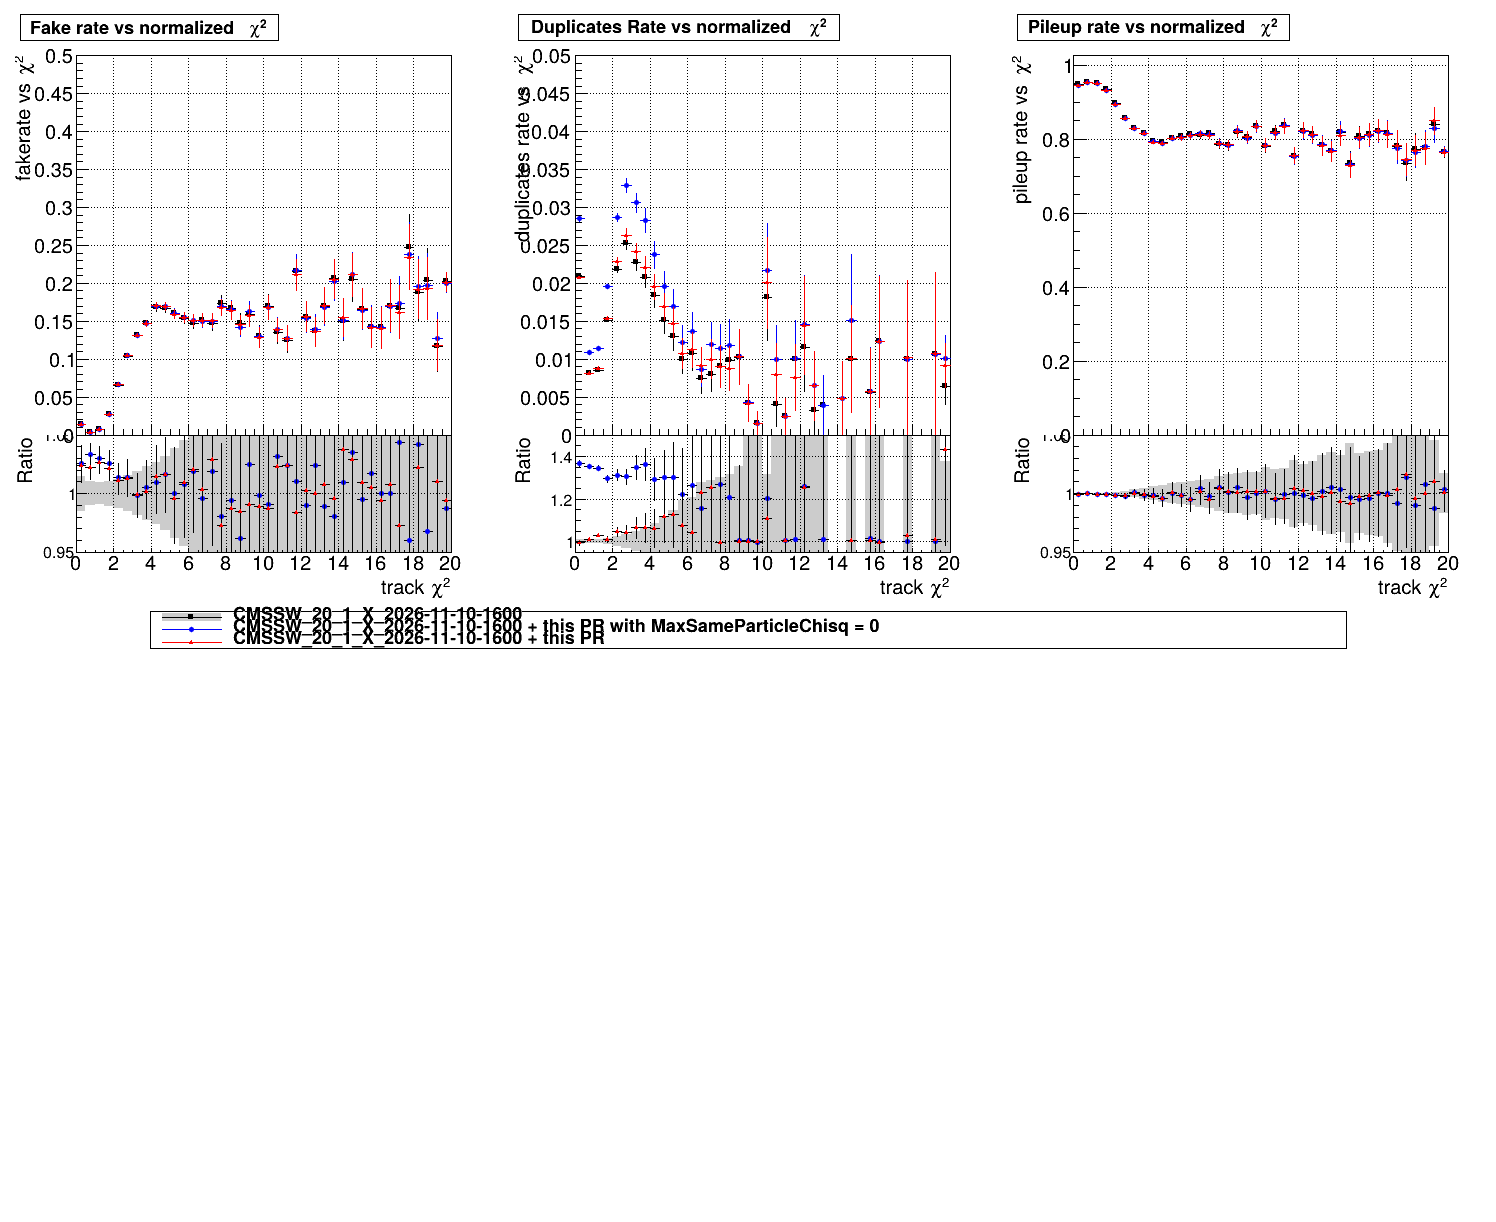 Fake rate vs normalized χ²
fakerate vs χ²
0.5
0.45
0.4
0.35
0.3
0.25
0.2
0.15
0.1
0.05
0
Ratio
1
0.95
0 2 4 6 8 10 12 14 16 18 20
track χ²
Duplicates Rate vs normalized χ²
duplicates rate vs χ²
0.05
0.045
0.04
0.035
0.03
0.025
0.02
0.015
0.01
0.005
0
Ratio
1.4
1.2
1
0 2 4 6 8 10 12 14 16 18 20
track χ²
Pileup rate vs normalized χ²
pileup rate vs χ²
1
0.8
0.6
0.4
0.2
0
Ratio
1
0.95
0 2 4 6 8 10 12 14 16 18 20
track χ²
CMSSW_20_1_X_2026-11-10-1600
CMSSW_20_1_X_2026-11-10-1600 + this PR with MaxSameParticleChisq = 0
CMSSW_20_1_X_2026-11-10-1600 + this PR